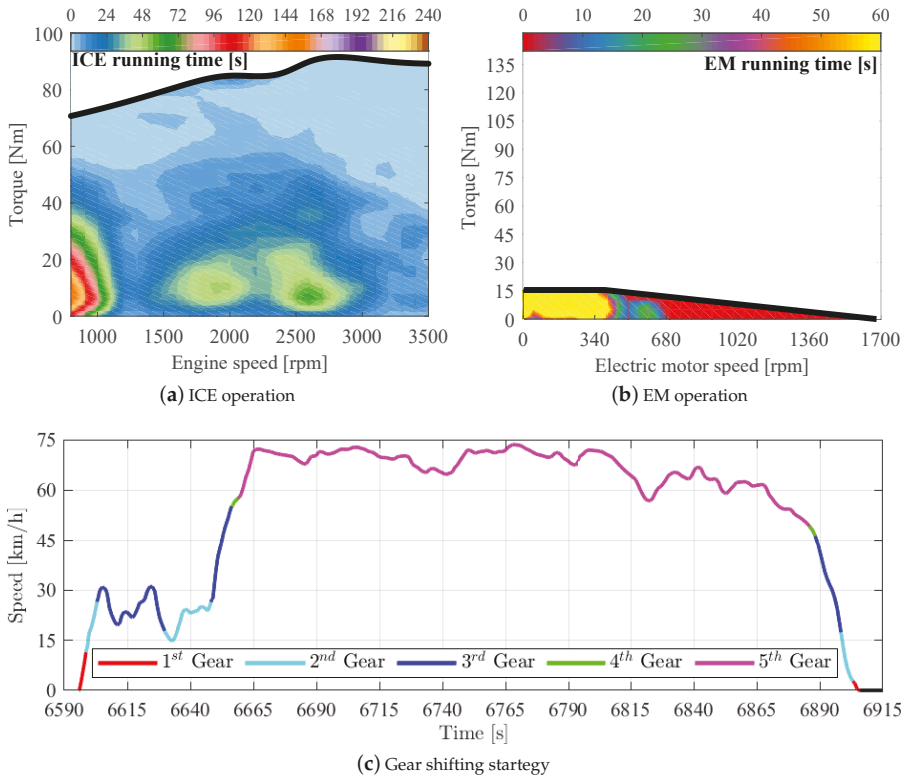 0 24 48 72 96 120 144 168 192 216 240
ICE running time [s]
100
80
60
40
20
0
Torque [Nm]
1000 1500 2000 2500 3000 3500
Engine speed [rpm]
(a) ICE operation
0 10 20 30 40 50 60
EM running time [s]
135
120
105
90
75
60
45
30
15
0
Torque [Nm]
0 340 680 1020 1360 1700
Electric motor speed [rpm]
(b) EM operation
75
60
45
30
15
0
Speed [km/h]
1st Gear 2nd Gear 3rd Gear 4th Gear 5th Gear
6590 6615 6640 6665 6690 6715 6740 6765 6790 6815 6840 6865 6890 6915
Time [s]
(c) Gear shifting startegy